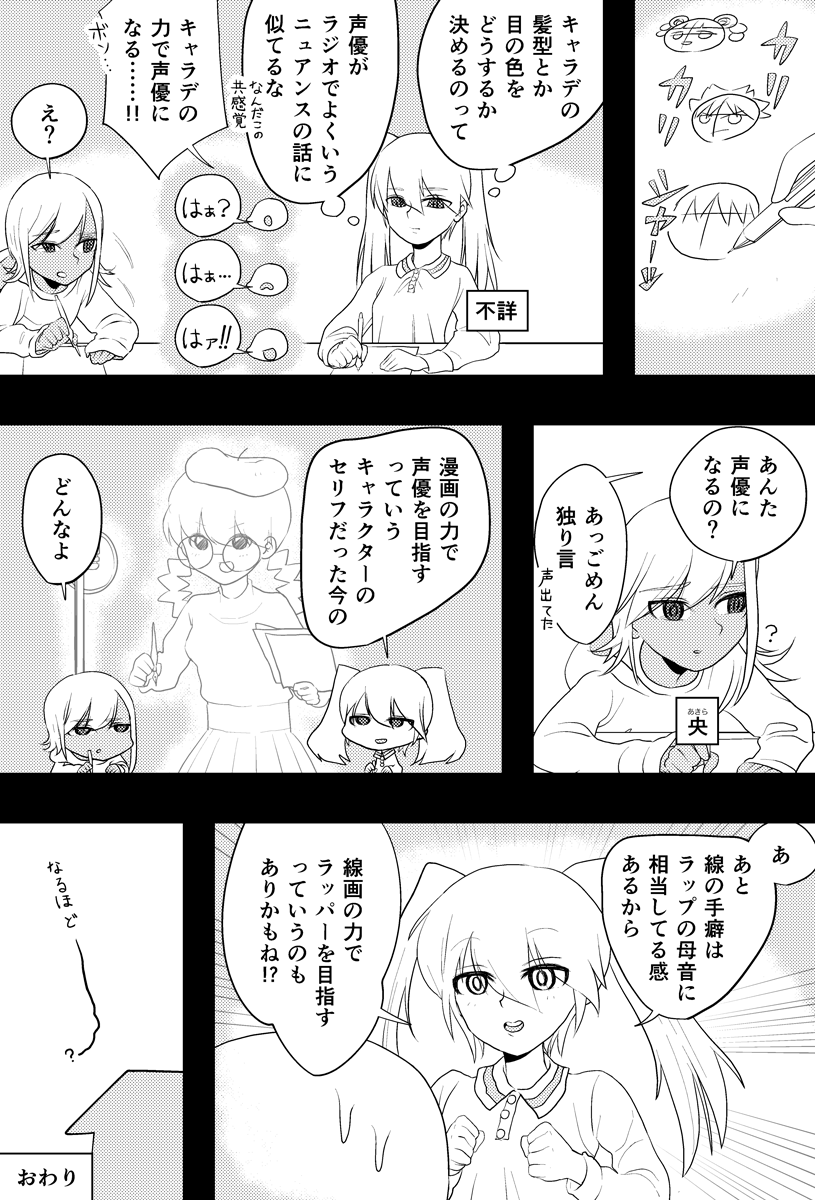 カリ
カリ
ジャーッ
キャラデの
髪型とか
目の色を
どうするか
決めるのって
声優が
ラジオでよくいう
ニュアンスの話に
似てるな
なんだこの
共感覚
不詳
はぁ?
はぁ…
はァ!!
キャラデの
力で声優に
なる……!!
ボソ…
え?
あんた
声優に
なるの?
?
央
あきら
あっごめん
独り言
声出てた
漫画の力で
声優を目指す
っていう
キャラクターの
セリフだった今の
どんなよ
あ
あと
線の手癖は
ラップの母音に
相当してる感
あるから
線画の力で
ラッパーを目指す
っていうのも
ありかもね!?
なるほど
?
おわり